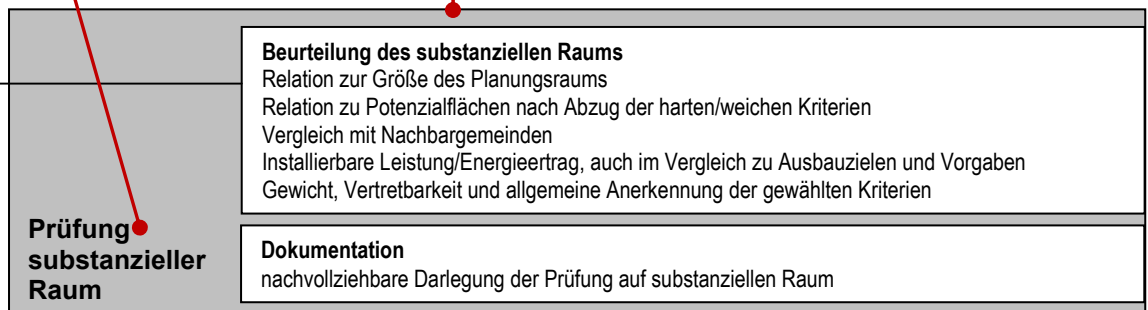 Beurteilung des substanziellen Raums
Relation zur Größe des Planungsraums
Relation zu Potenzialflächen nach Abzug der harten/weichen Kriterien
Vergleich mit Nachbargemeinden
Installierbare Leistung/Energieertrag, auch im Vergleich zu Ausbauzielen und Vorgaben
Gewicht, Vertretbarkeit und allgemeine Anerkennung der gewählten Kriterien
Prüfung
substanzieller
Raum
Dokumentation
nachvollziehbare Darlegung der Prüfung auf substanziellen Raum